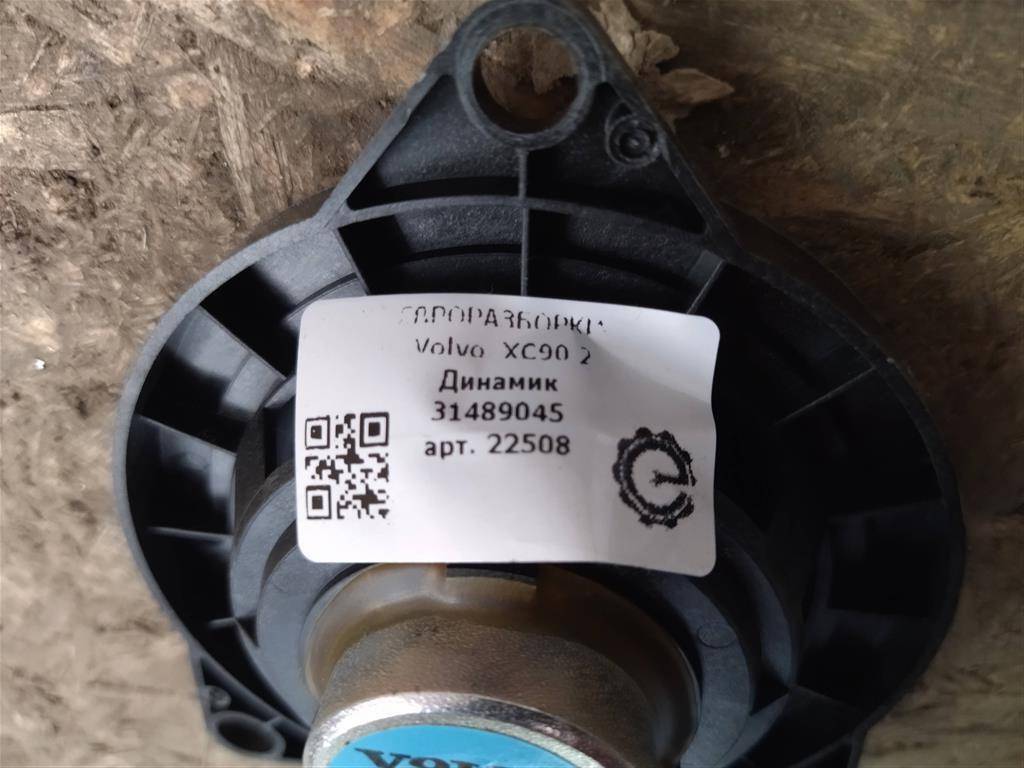 Volvo XC90 2
Динамик
31489045
арт. 22508